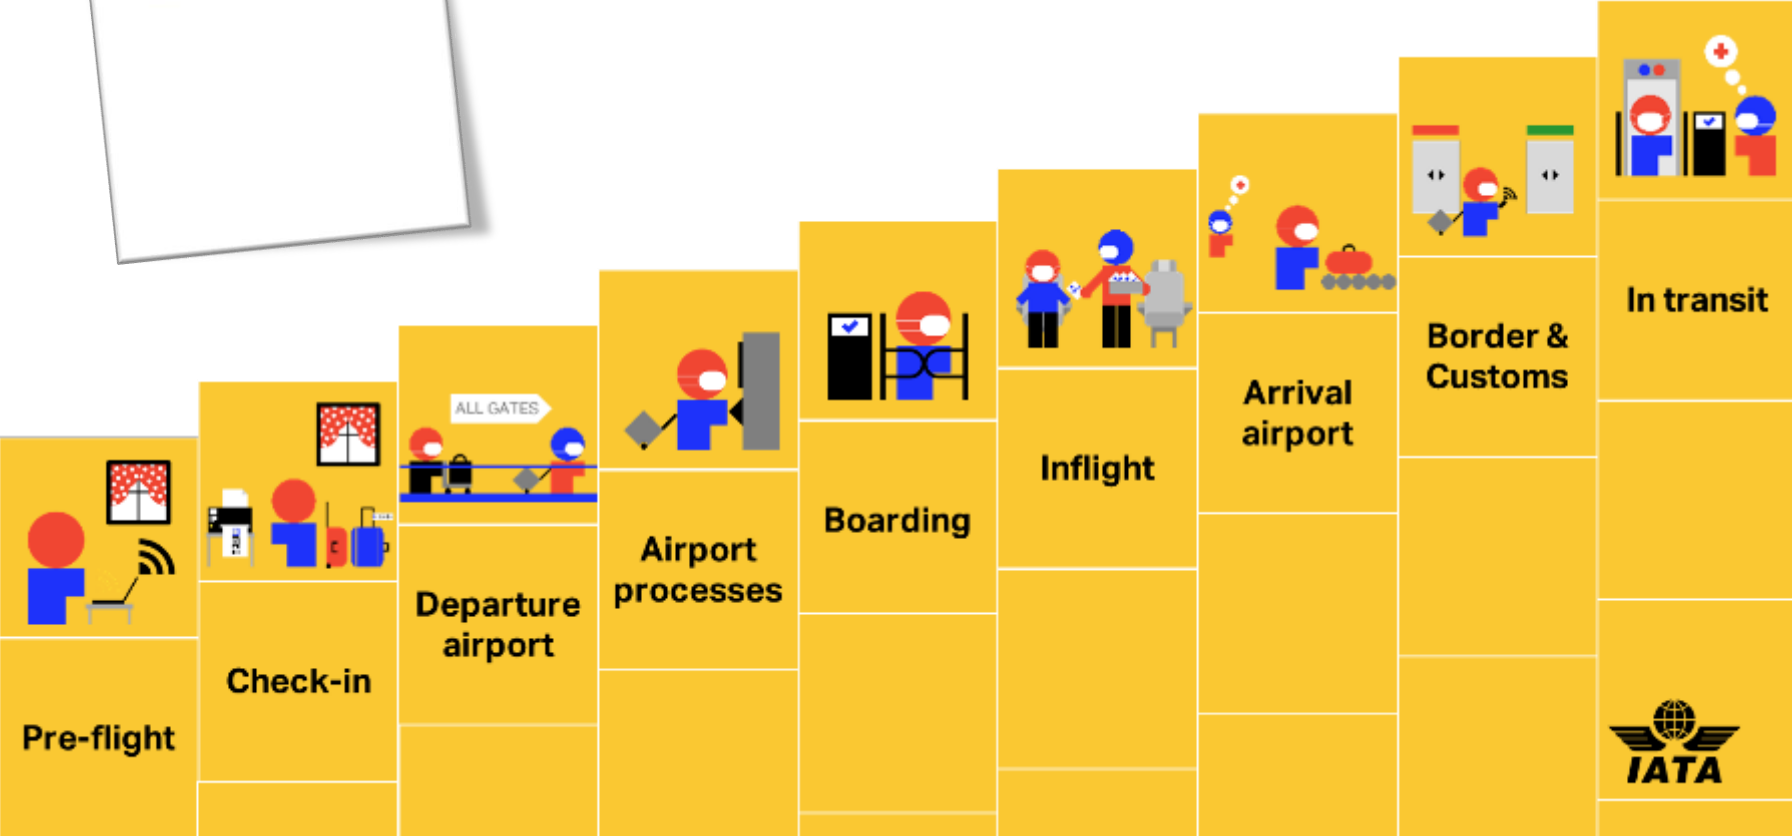 Pre-flight
Check-in
ALL GATES
Departure
airport
Airport
processes
Boarding
Inflight
Arrival
airport
Border &
Customs
In transit
IATA